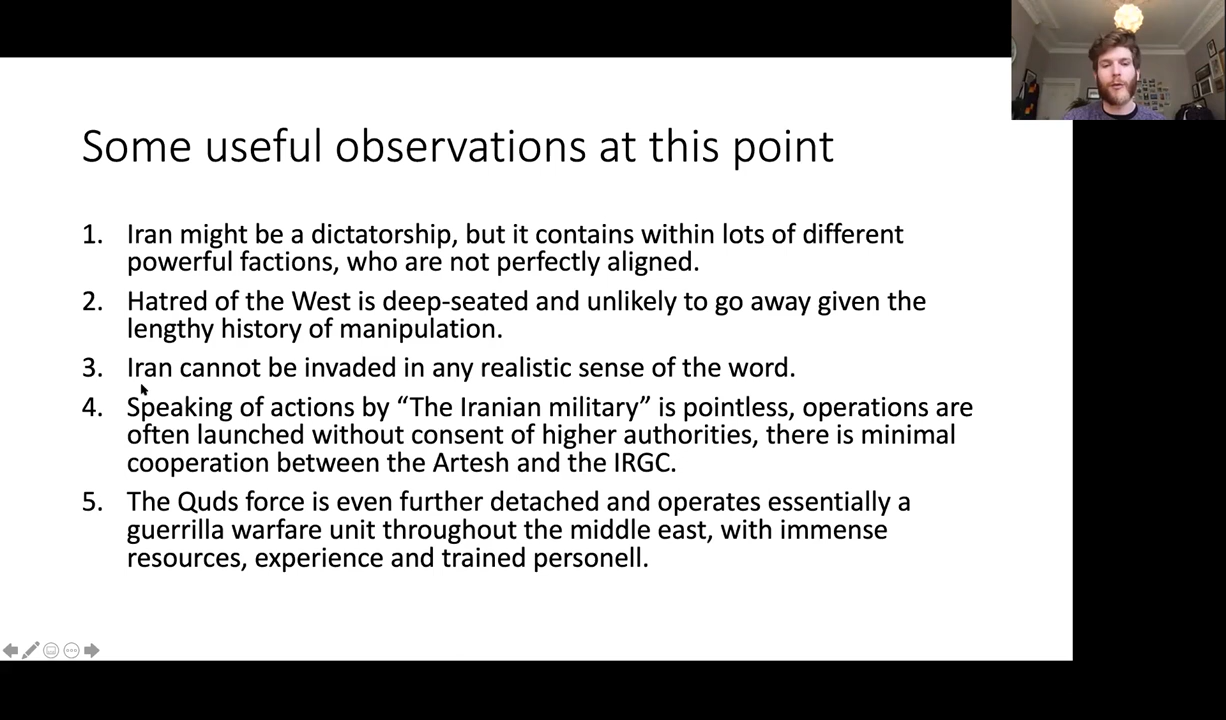 Some useful observations at this point
1. Iran might be a dictatorship, but it contains within lots of different
powerful factions, who are not perfectly aligned.
2. Hatred of the West is deep-seated and unlikely to go away given the
lengthy history of manipulation.
3. Iran cannot be invaded in any realistic sense of the word.
4. Speaking of actions by “The Iranian military” is pointless, operations are
often launched without consent of higher authorities, there is minimal
cooperation between the Artesh and the IRGC.
5. The Quds force is even further detached and operates essentially a
guerrilla warfare unit throughout the middle east, with immense
resources, experience and trained personell.